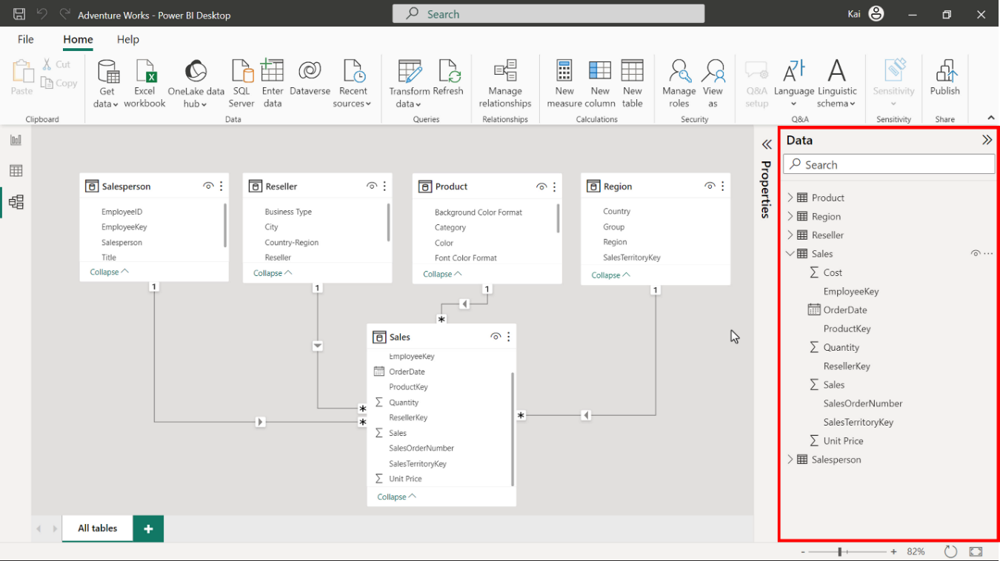 Adventure Works - Power BI Desktop
Search
Kai
File Home Help
Paste
Cut
Copy
Clipboard
Get data
Excel workbook
OneLake data hub
SQL Server
Enter data
Dataverse
Recent sources
Data
Transform data
Refresh
Queries
Manage relationships
Relationships
New measure
New column
New table
Calculations
Manage roles
View as
Security
Q&A setup
Language
Linguistic schema
Q&A
Sensitivity
Sensitivity
Publish
Share
Salesperson
EmployeeID
EmployeeKey
Salesperson
Title
Collapse
1
Reseller
Business Type
City
Country-Region
Reseller
Collapse
1
Product
Background Color Format
Category
Color
Font Color Format
Collapse
1
*
Region
Country
Group
Region
SalesTerritoryKey
Collapse
1
Sales
EmployeeKey
OrderDate
ProductKey
Quantity
*
ResellerKey
*
*
Sales
SalesOrderNumber
SalesTerritoryKey
Unit Price
Collapse
Properties
Data
Search
Product
Region
Reseller
Sales
Cost
EmployeeKey
OrderDate
ProductKey
Quantity
ResellerKey
Sales
SalesOrderNumber
SalesTerritoryKey
Unit Price
Salesperson
All tables
+
- + 82%